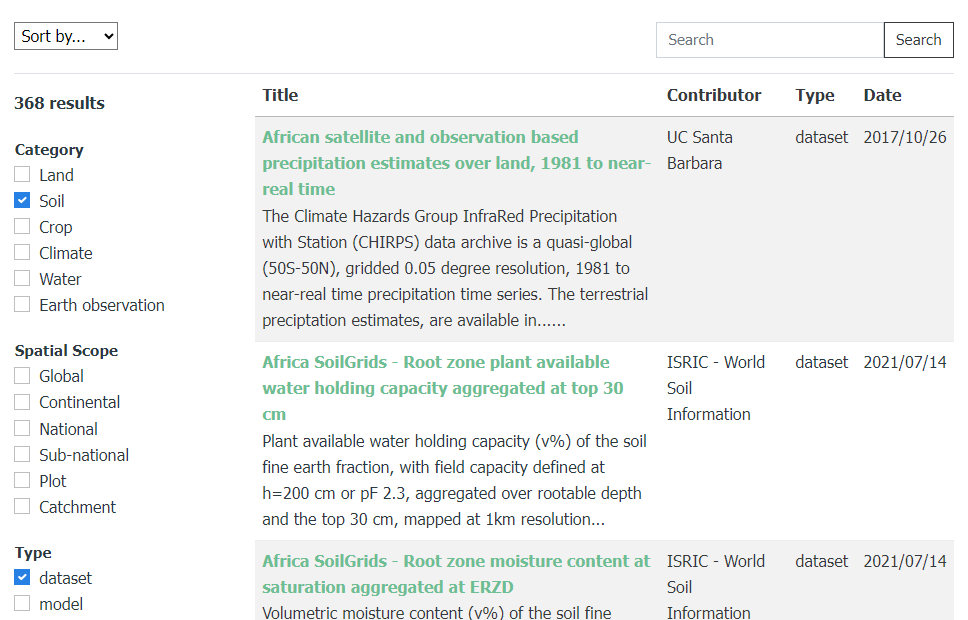 Sort by...
Search
Search
368 results
Category
Land
Soil
Crop
Climate
Water
Earth observation
Spatial Scope
Global
Continental
National
Sub-national
Plot
Catchment
Type
dataset
model
Title Contributor Type Date
African satellite and observation based UC Santa dataset 2017/10/26
precipitation estimates over land, 1981 to near- Barbara
real time
The Climate Hazards Group InfraRed Precipitation
with Station (CHIRPS) data archive is a quasi-global
(50S-50N), gridded 0.05 degree resolution, 1981 to
near-real time precipitation time series. The terrestrial
preciptation estimates, are available in......
Africa SoilGrids - Root zone plant available ISRIC - World dataset 2021/07/14
water holding capacity aggregated at top 30 Soil
cm Information
Plant available water holding capacity (v%) of the soil
fine earth fraction, with field capacity defined at
h=200 cm or pF 2.3, aggregated over rootable depth
and the top 30 cm, mapped at 1km resolution...
Africa SoilGrids - Root zone moisture content at ISRIC - World dataset 2021/07/14
saturation aggregated at ERZD Soil
Volumetric moisture content (v%) of the soil fine Information